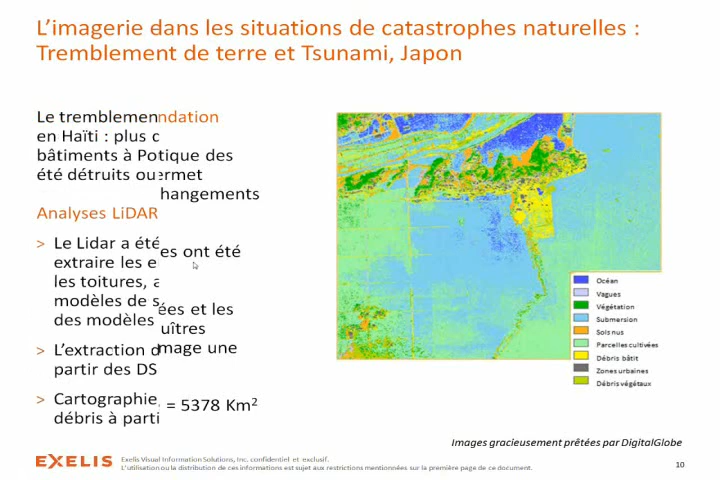 L’imagerie dans les situations de catastrophes naturelles :
Tremblement de terre et Tsunami, Japon
Le tremblemendation
en Haïti : plus
bâtiments à Potique des
été détruits ouermet
hangements
Analyses LiDAR
> Le Lidar a été es ont été
extraire les e
les toitures, a
modèles de s ées et les
des modèles uîtres
> L’extraction d mage une
partir des DS
> Cartographie, = 5378 Km²
débris à parti
Océan
Vagues
Végétation
Submersion
Sols nus
Parcelles cultivées
Débris bâtit
Zones urbaines
Débris végétaux
Images gracieusement prêtées par DigitalGlobe
EXELIS
Exelis Visual Information Solutions, Inc. confidentiel et exclusif.
L’utilisation ou la distribution de ces informations est sujet aux restrictions mentionnées sur la première page de ce document.
10